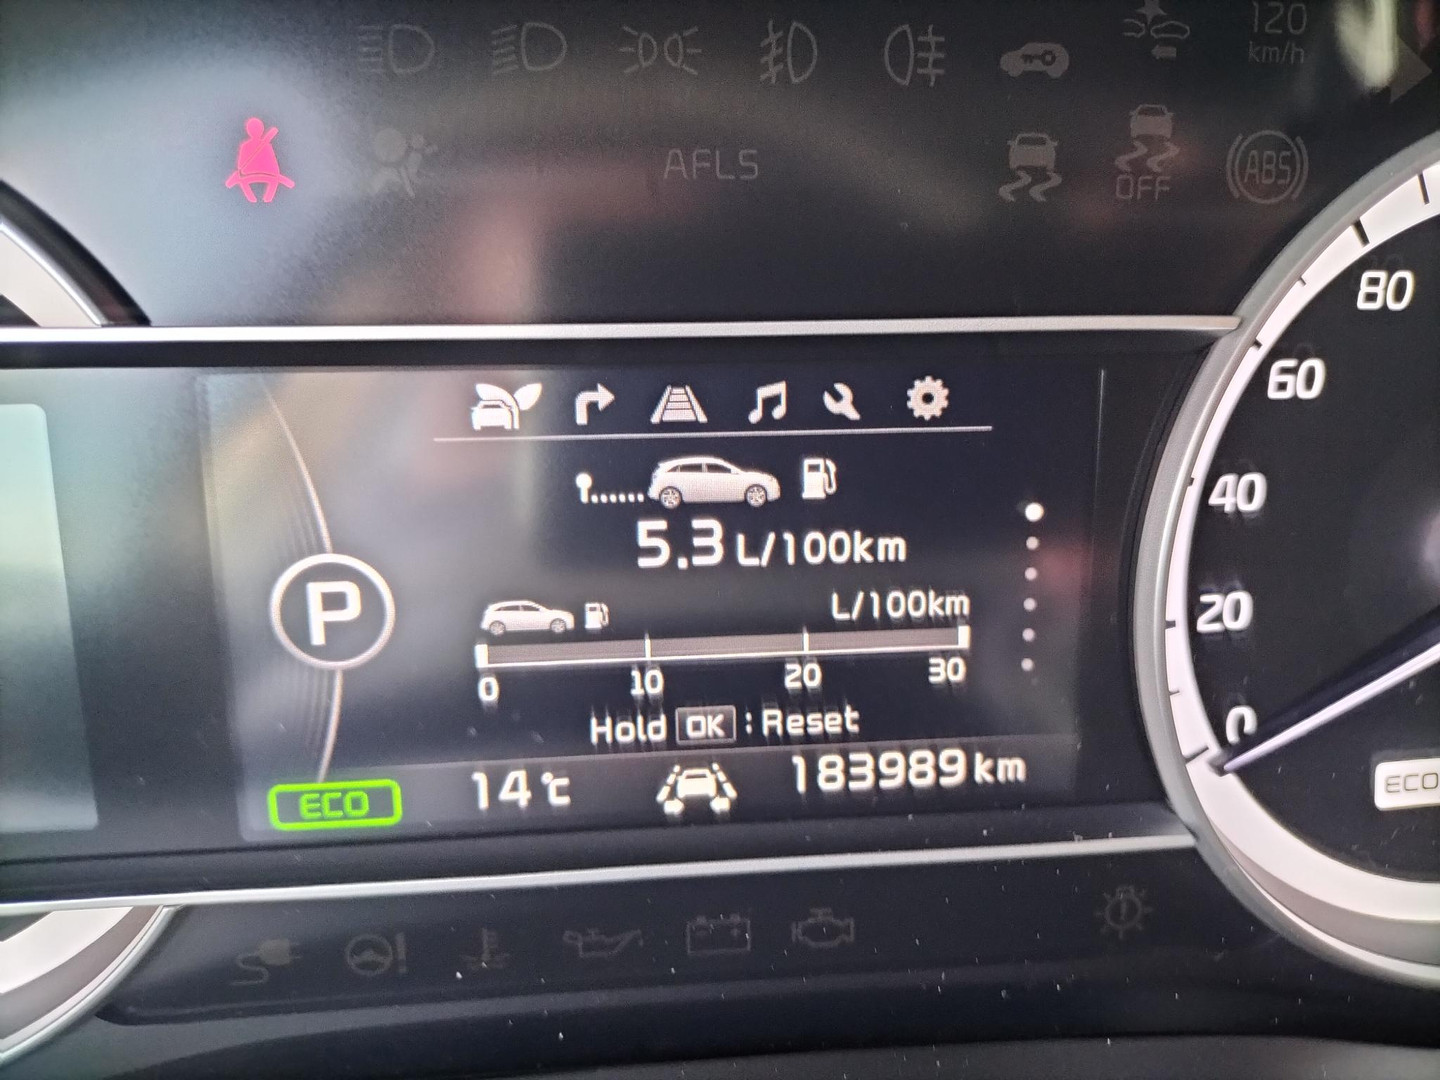 120
km/h
AFLS
OFF
ABS
80
60
5.3 L/100km
40
L/100km
P
20
0 10 20 30
Hold OK : Reset
0
ECO
14℃
183989 km
ECO